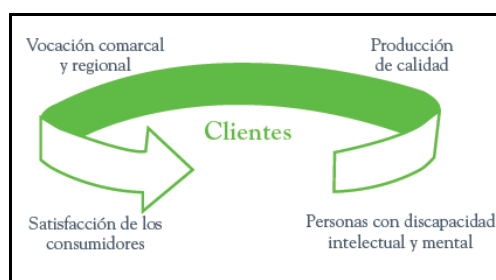 Vocación comarcal
y regional
Producción
de calidad
Clientes
Satisfacción de los
consumidores
Personas con discapacidad
intelectual y mental